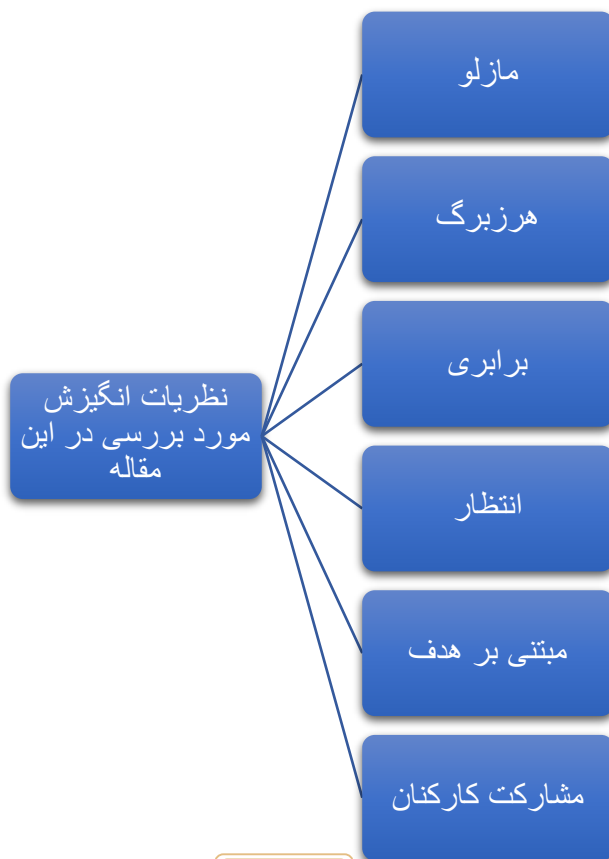 نظریات انگیزش
مورد بررسی در این
مقاله
مازلو
هرزبرگ
برابری
انتظار
مبتنی بر هدف
مشارکت کارکنان